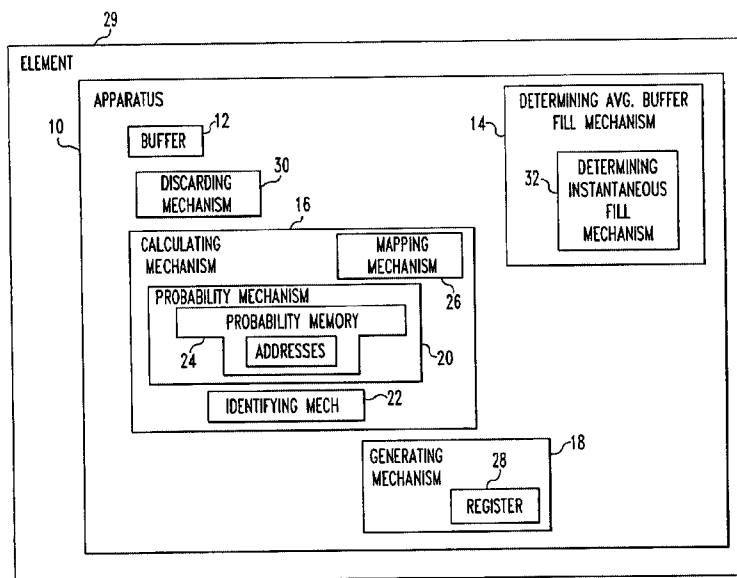 29
ELEMENT
APPARATUS
10
12
BUFFER
30
DISCARDING
MECHANISM
14
DETERMINING AVG. BUFFER
FILL MECHANISM
32
DETERMINING
INSTANTANEOUS
FILL
MECHANISM
16
CALCULATING
MECHANISM
MAPPING
MECHANISM
26
PROBABILITY MECHANISM
PROBABILITY MEMORY
24
ADDRESSES
20
IDENTIFYING MECH
22
GENERATING
MECHANISM
18
28
REGISTER